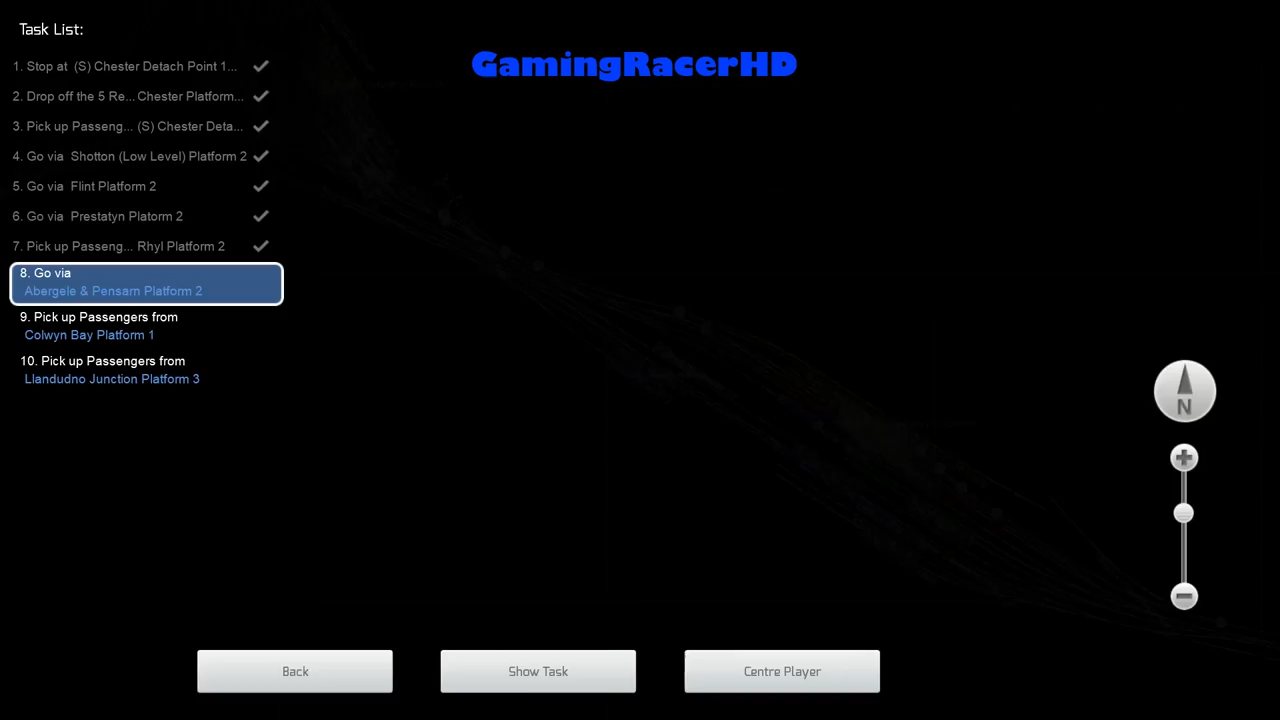 Task List:
GamingRacerHD
1. Stop at (S) Chester Detach Point 1...
2. Drop off the 5 Re... Chester Platform...
3. Pick up Passeng... (S) Chester Deta...
4. Go via Shotton (Low Level) Platform 2
5. Go via Flint Platform 2
6. Go via Prestatyn Platorm 2
7. Pick up Passeng... Rhyl Platform 2
8. Go via
Abergele & Pensarn Platform 2
9. Pick up Passengers from
Colwyn Bay Platform 1
10. Pick up Passengers from
Llandudno Junction Platform 3
N
Back
Show Task
Centre Player